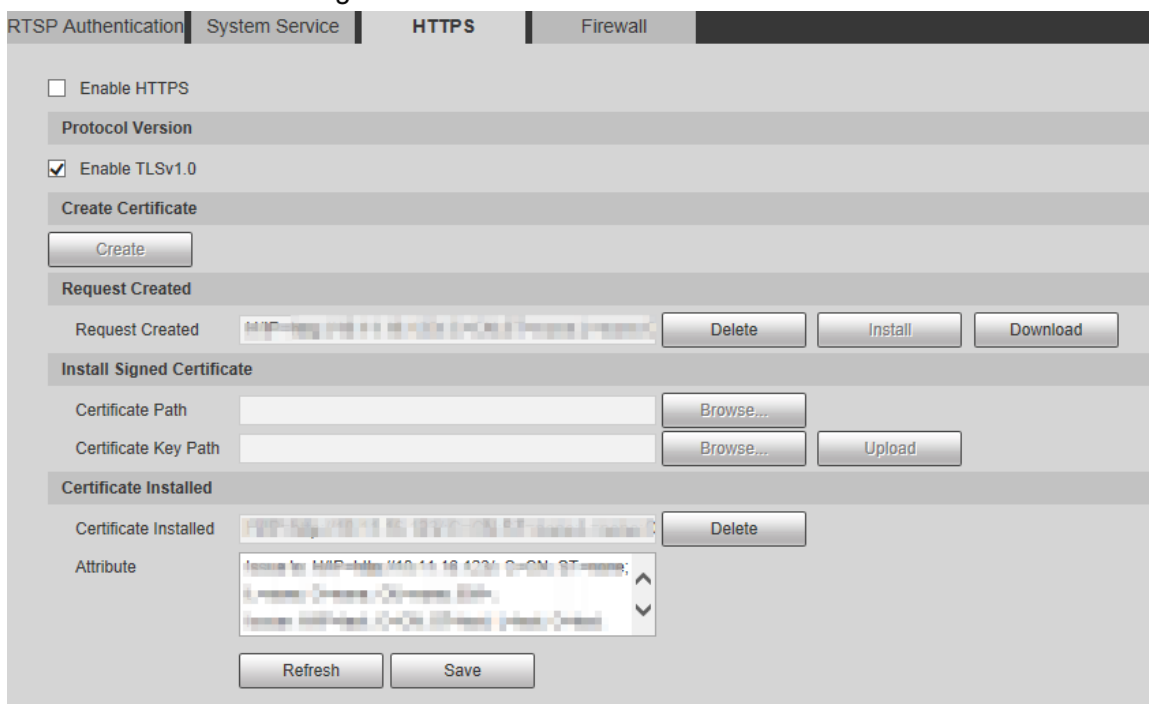 RTSP Authentication System Service HTTPS Firewall
Enable HTTPS
Protocol Version
Enable TLSv1.0
Create Certificate
Create
Request Created
Request Created Delete Install Download
Install Signed Certificate
Certificate Path Browse...
Certificate Key Path Browse... Upload
Certificate Installed
Certificate Installed Delete
Attribute
Refresh Save